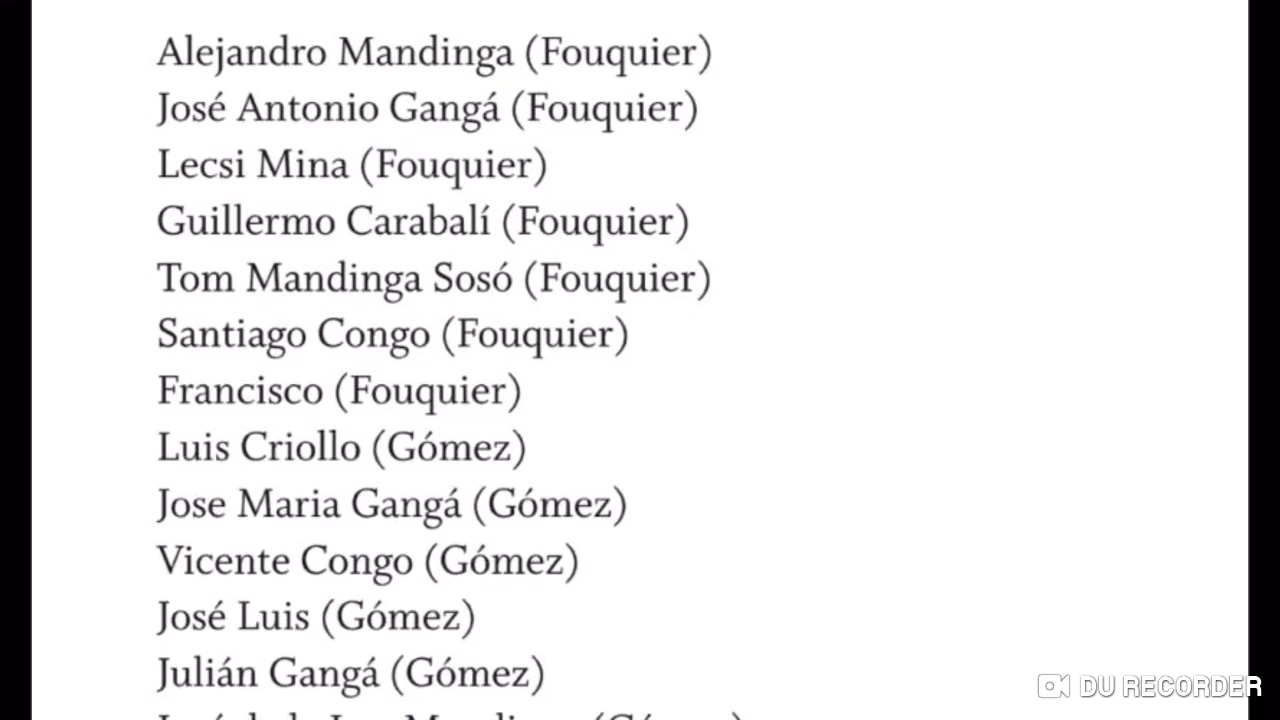 Alejandro Mandinga (Fouquier)
José Antonio Gangá (Fouquier)
Lecsi Mina (Fouquier)
Guillermo Carabalí (Fouquier)
Tom Mandinga Sosó (Fouquier)
Santiago Congo (Fouquier)
Francisco (Fouquier)
Luis Criollo (Gómez)
Jose Maria Gangá (Gómez)
Vicente Congo (Gómez)
José Luis (Gómez)
Julián Gangá (Gómez)
DU RECORDER